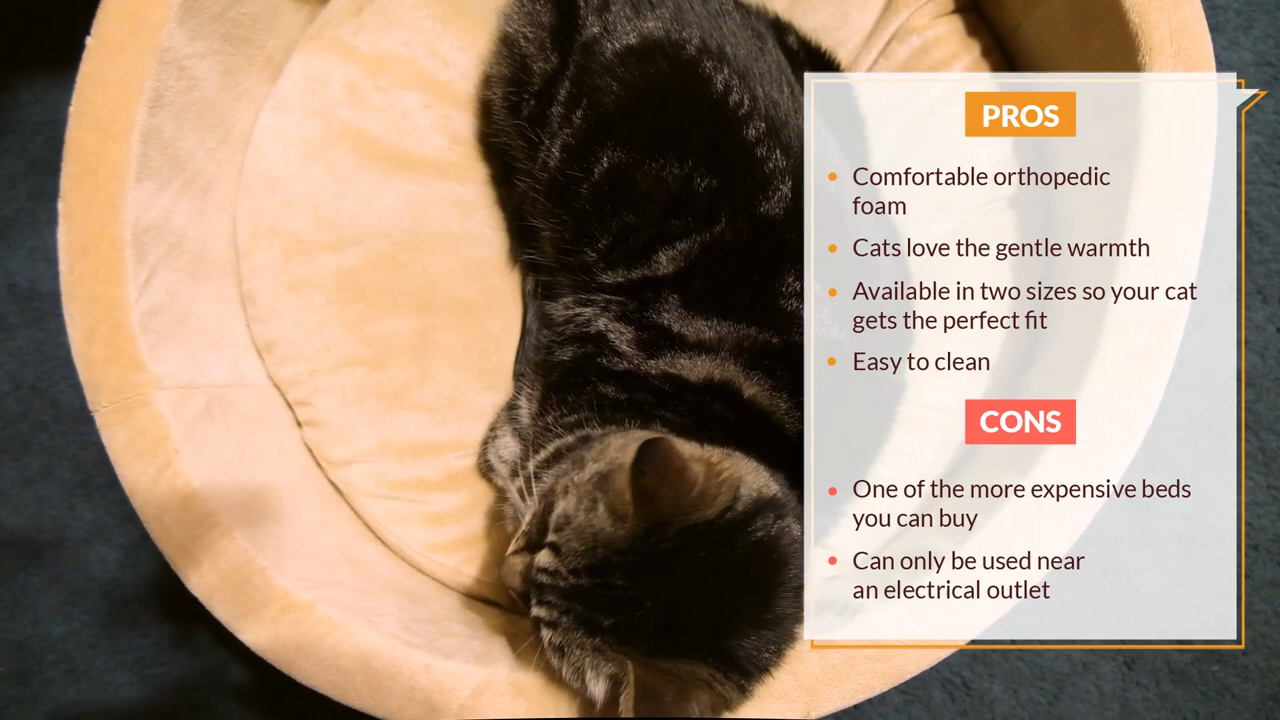 PROS
Comfortable orthopedic
foam
Cats love the gentle warmth
Available in two sizes so your cat
gets the perfect fit
Easy to clean
CONS
One of the more expensive beds
you can buy
Can only be used near
an electrical outlet